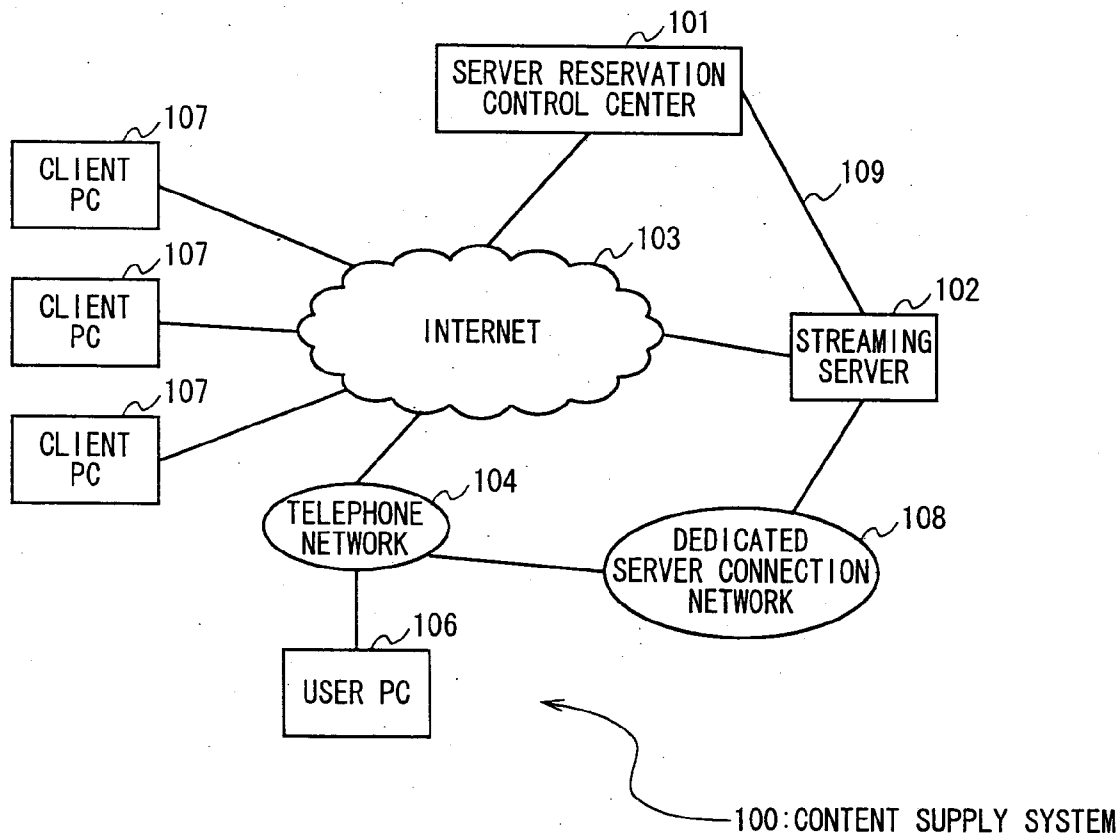 101
SERVER RESERVATION
CONTROL CENTER
107
CLIENT
PC
109
103
107
CLIENT
PC
INTERNET
102
STREAMING
SERVER
107
CLIENT
PC
104
TELEPHONE
NETWORK
108
DEDICATED
SERVER CONNECTION
NETWORK
106
USER PC
100:CONTENT SUPPLY SYSTEM